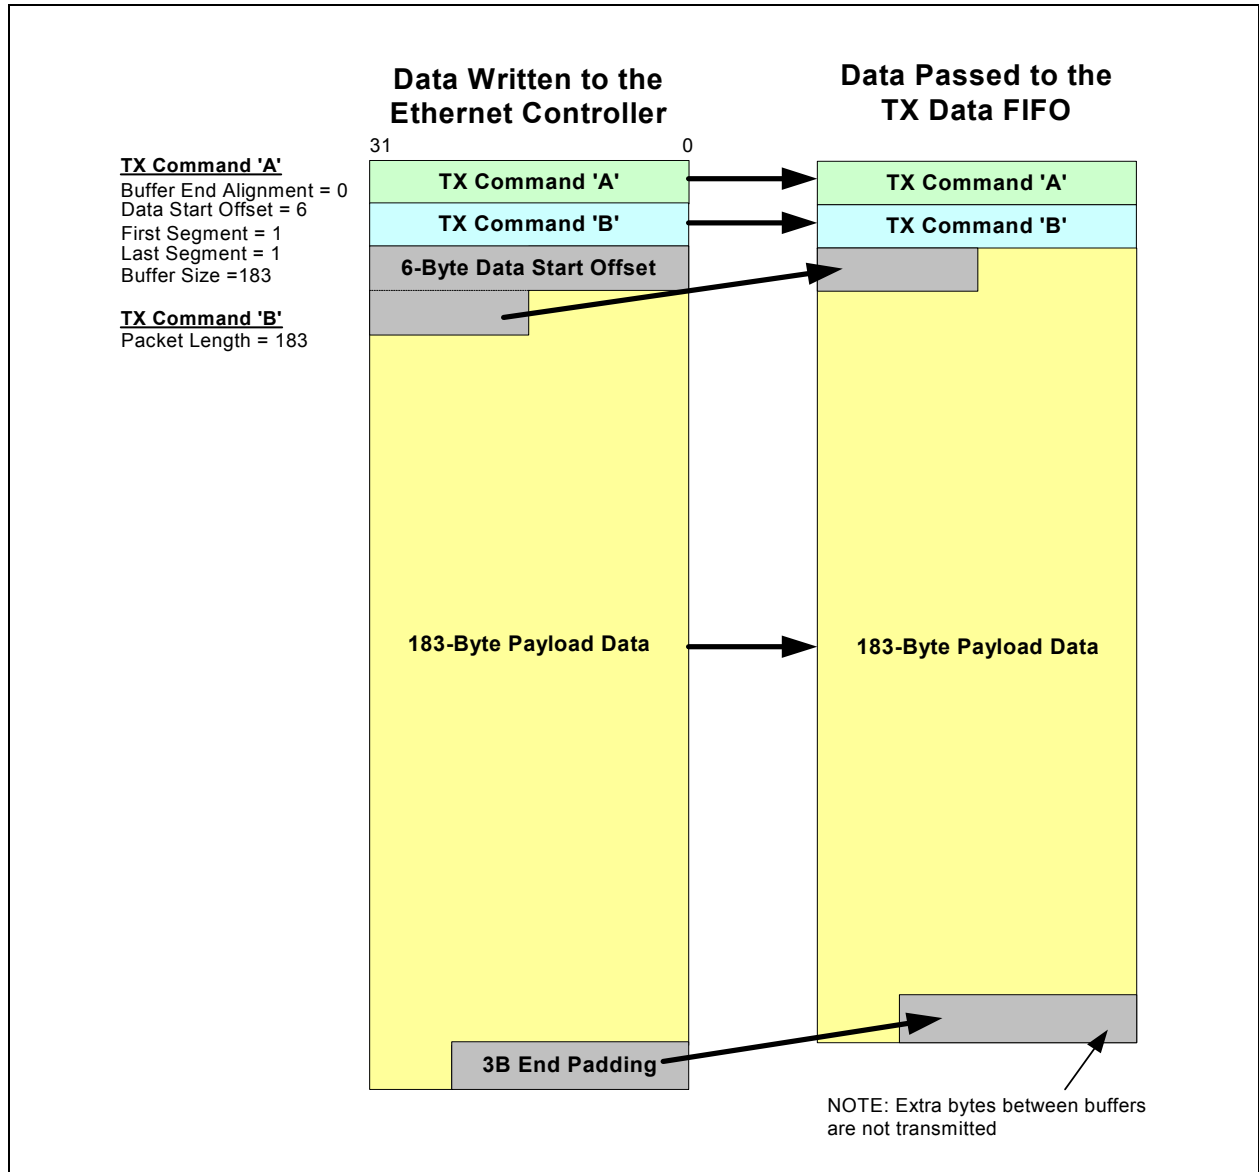 Data Written to the
Ethernet Controller
Data Passed to the
TX Data FIFO
31
0
TX Command 'A'
Buffer End Alignment = 0
Data Start Offset = 6
First Segment = 1
Last Segment = 1
Buffer Size =183
TX Command 'B'
Packet Length = 183
TX Command 'A'
TX Command 'B'
6-Byte Data Start Offset
183-Byte Payload Data
3B End Padding
TX Command 'A'
TX Command 'B'
183-Byte Payload Data
NOTE: Extra bytes between buffers
are not transmitted